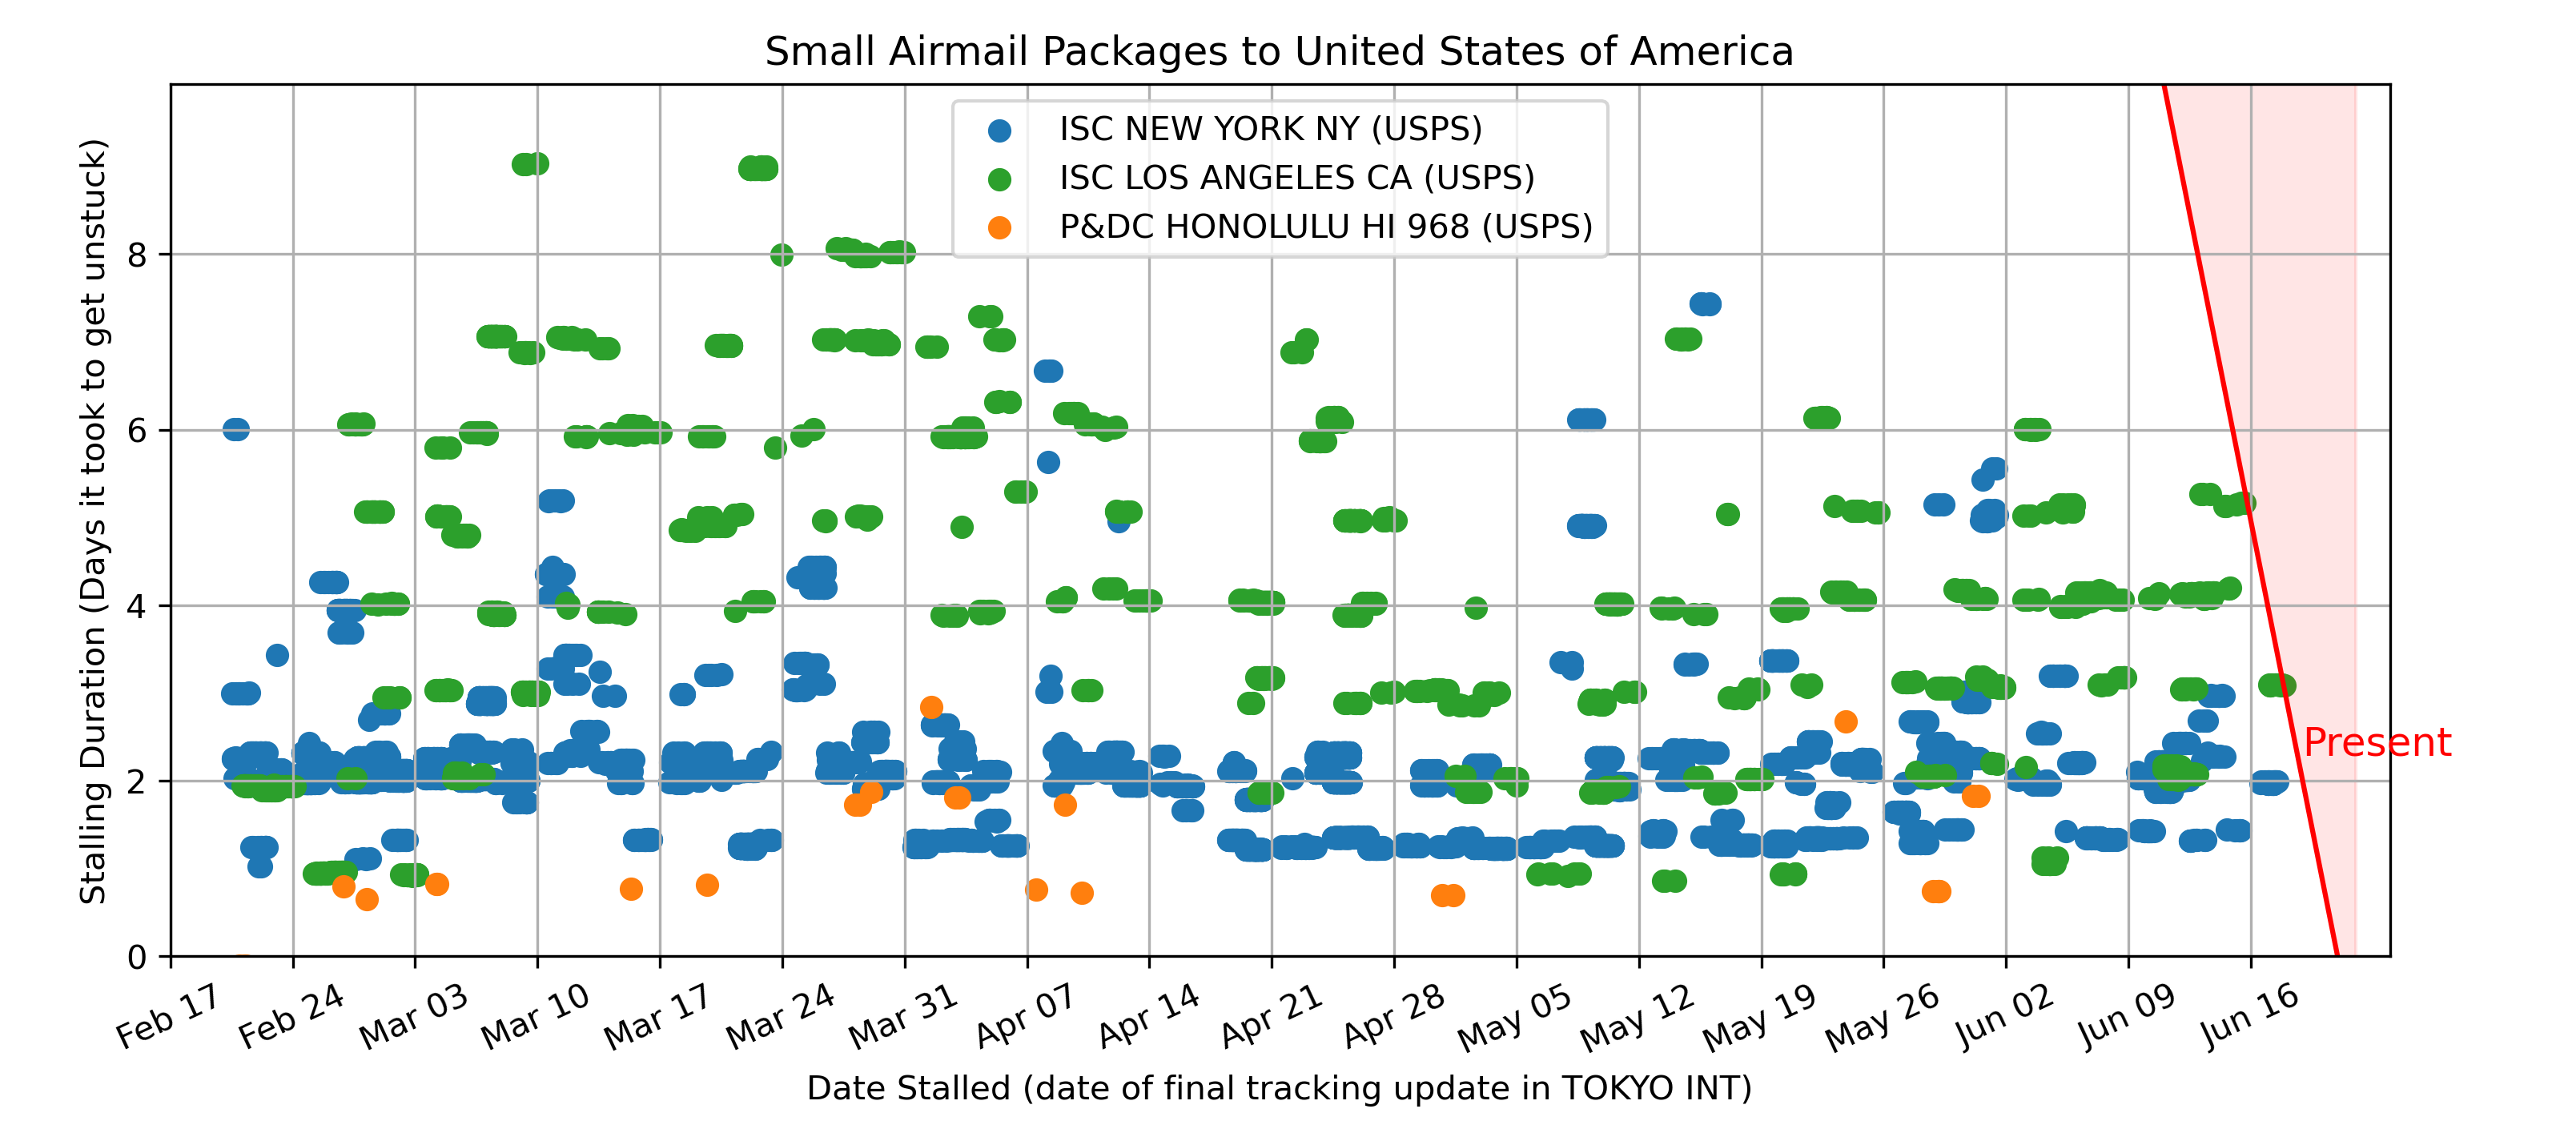 Small Airmail Packages to United States of America
ISC NEW YORK NY (USPS)
ISC LOS ANGELES CA (USPS)
P&DC HONOLULU HI 968 (USPS)
Stalling Duration (Days it took to get unstuck)
8
6
4
2
0
Present
Feb 17
Feb 24
Mar 03
Mar 10
Mar 17
Mar 24
Mar 31
Apr 07
Apr 14
Apr 21
Apr 28
May 05
May 12
May 19
May 26
Jun 02
Jun 09
Jun 16
Date Stalled (date of final tracking update in TOKYO INT)